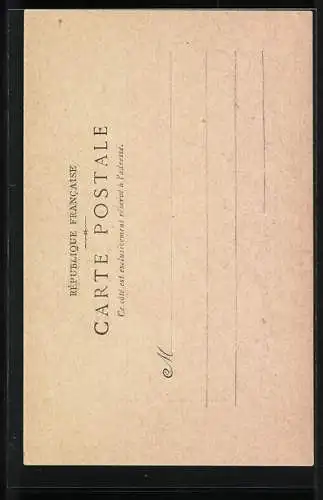 RÉPUBLIQUE FRANÇAISE
CARTE POSTALE
Ce côté est exclusivement réservé à l'adresse.
M